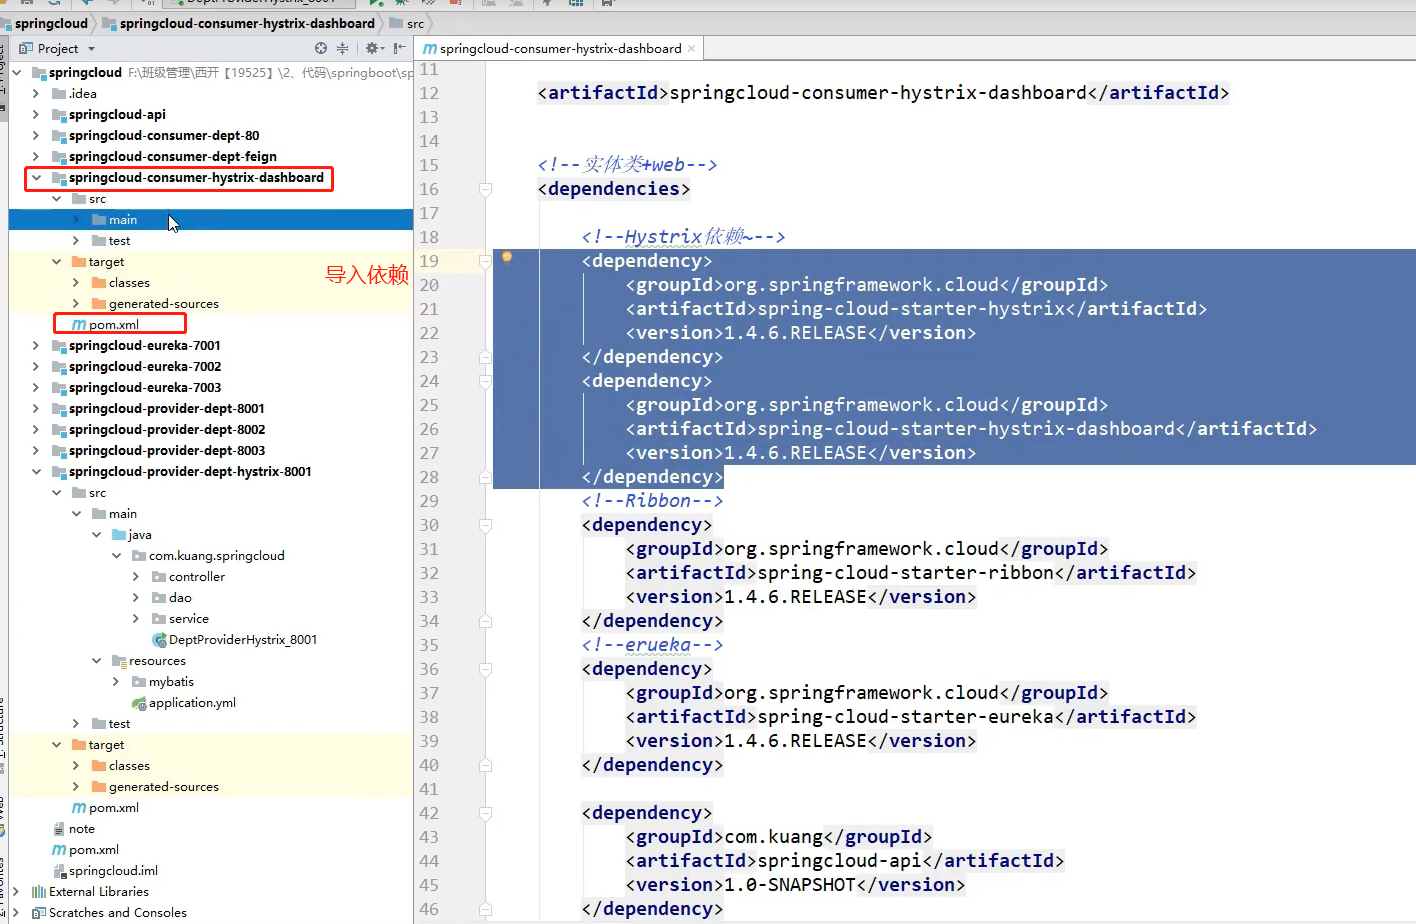 springcloud springcloud-consumer-hystrix-dashboard src
Project
springcloud-consumer-hystrix-dashboard
springcloud F:\班级管理\西开【19525】\2、代码\springboot\sp
.idea
springcloud-api
springcloud-consumer-dept-80
springcloud-consumer-dept-feign
springcloud-consumer-hystrix-dashboard
src
main
test
target
classes
导入依赖
generated-sources
pom.xml
springcloud-eureka-7001
springcloud-eureka-7002
springcloud-eureka-7003
springcloud-provider-dept-8001
springcloud-provider-dept-8002
springcloud-provider-dept-8003
springcloud-provider-dept-hystrix-8001
src
main
java
com.kuang.springcloud
controller
dao
service
DeptProviderHystrix_8001
resources
mybatis
application.yml
test
target
classes
generated-sources
pom.xml
note
pom.xml
springcloud.iml
External Libraries
Scratches and Consoles
11
12 <artifactId>springcloud-consumer-hystrix-dashboard</artifactId>
13
14
15 <!--实体类+web-->
16 <dependencies>
17
18 <!--Hystrix依赖~-->
19 <dependency>
20 <groupId>org.springframework.cloud</groupId>
21 <artifactId>spring-cloud-starter-hystrix</artifactId>
22 <version>1.4.6.RELEASE</version>
23 </dependency>
24 <dependency>
25 <groupId>org.springframework.cloud</groupId>
26 <artifactId>spring-cloud-starter-hystrix-dashboard</artifactId>
27 <version>1.4.6.RELEASE</version>
28 </dependency>
29 <!--Ribbon-->
30 <dependency>
31 <groupId>org.springframework.cloud</groupId>
32 <artifactId>spring-cloud-starter-ribbon</artifactId>
33 <version>1.4.6.RELEASE</version>
34 </dependency>
35 <!--erueka-->
36 <dependency>
37 <groupId>org.springframework.cloud</groupId>
38 <artifactId>spring-cloud-starter-eureka</artifactId>
39 <version>1.4.6.RELEASE</version>
40 </dependency>
41
42 <dependency>
43 <groupId>com.kuang</groupId>
44 <artifactId>springcloud-api</artifactId>
45 <version>1.0-SNAPSHOT</version>
46 </dependency>